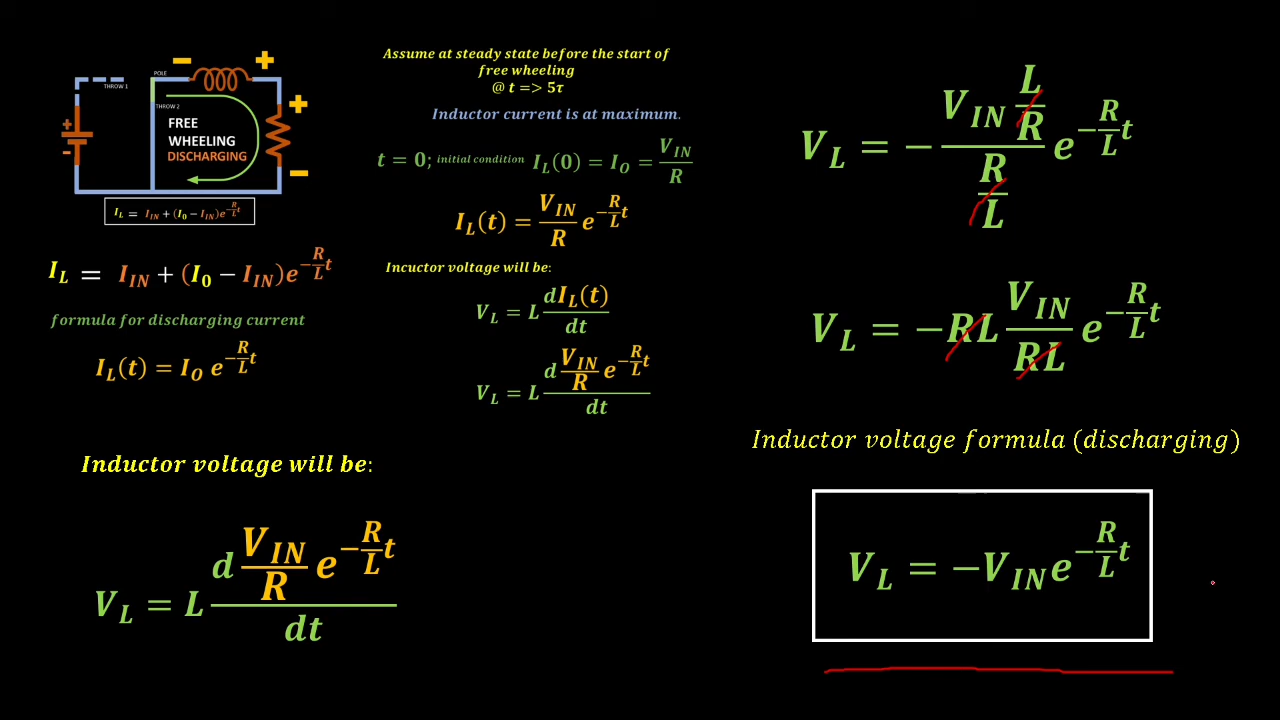 THROW 1
POLE
THROW 2
FREE
WHEELING
DISCHARGING
+
-
− +
+
−
I_L = I_IN + (I_0 − I_IN)e^(−R/L t)
I_L = I_IN + (I_0 − I_IN)e^(−R/L t)
formula for discharging current
I_L(t) = I_O e^(−R/L t)
Assume at steady state before the start of
free wheeling
@ t => 5τ
Inductor current is at maximum.
t = 0; initial condition I_L(0) = I_O = V_IN/R
I_L(t) = V_IN/R e^(−R/L t)
Incuctor voltage will be:
V_L = L dI_L(t)/dt
V_L = L d V_IN/R e^(−R/L t)/dt
Inductor voltage will be:
V_L = L d V_IN/R e^(−R/L t)/dt
V_L = − (V_IN L/R)/(R/L) e^(−R/L t)
V_L = −RL V_IN/RL e^(−R/L t)
Inductor voltage formula (discharging)
V_L = −V_IN e^(−R/L t)